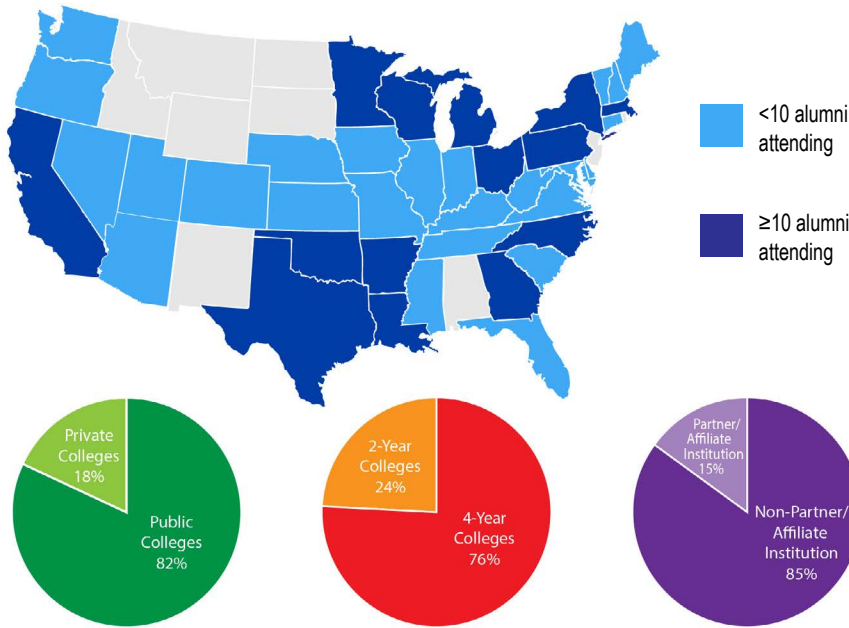 <10 alumni
attending
≥10 alumni
attending
Private
Colleges
18%
Public
Colleges
82%
2-Year
Colleges
24%
4-Year
Colleges
76%
Partner/
Affiliate
Institution
15%
Non-Partner/
Affiliate
Institution
85%